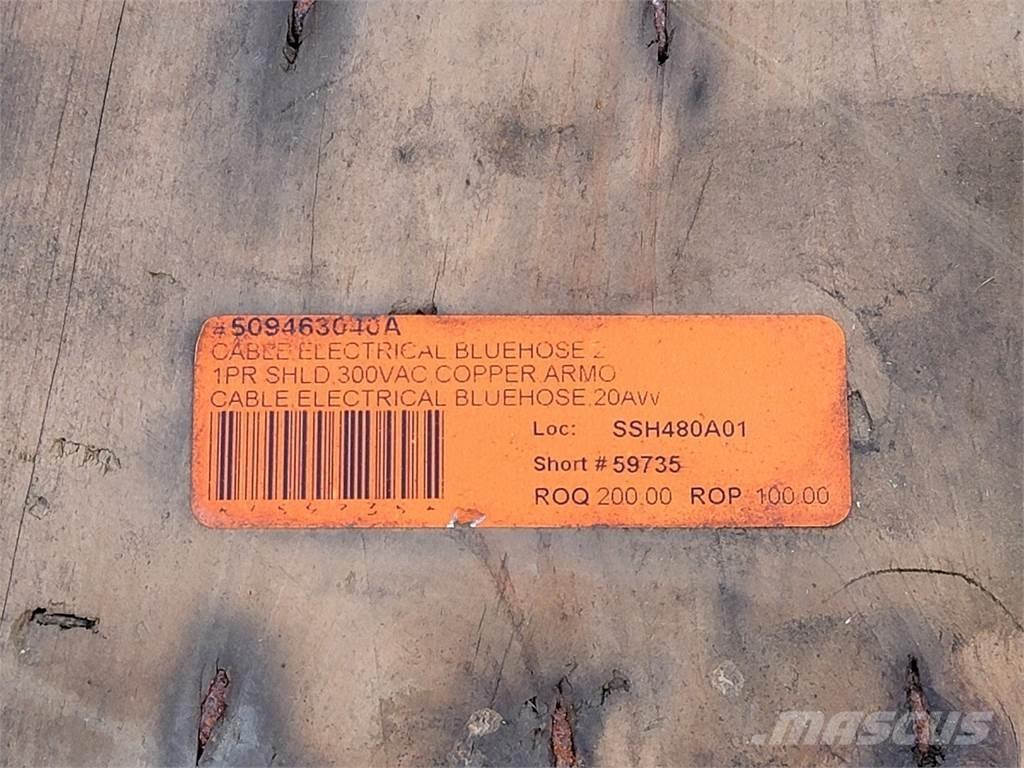 #509463040A
CABLE,ELECTRICAL BLUEHOSE 2
1PR SHLD,300VAC,COPPER,ARMO
CABLE,ELECTRICAL BLUEHOSE,20AW
Loc: SSH480A01
Short # 59735
ROQ 200.00 ROP 100.00
MASCUS